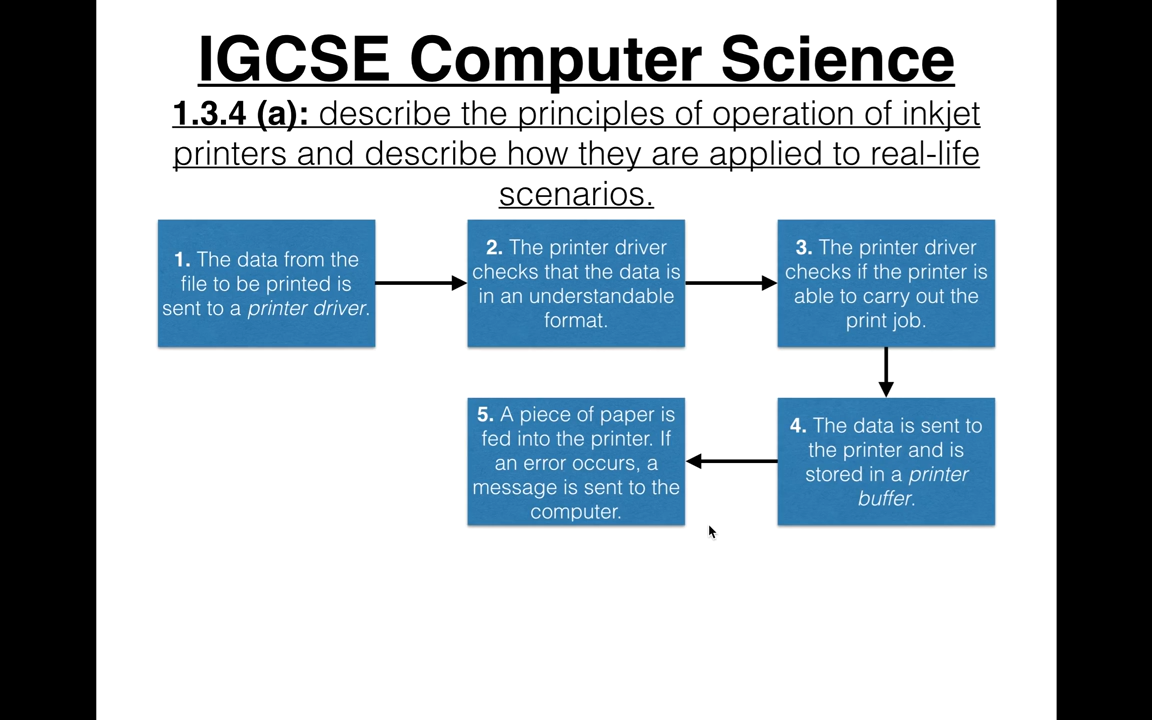 IGCSE Computer Science
1.3.4 (a): describe the principles of operation of inkjet
printers and describe how they are applied to real-life
scenarios.
1. The data from the
file to be printed is
sent to a printer driver.
2. The printer driver
checks that the data is
in an understandable
format.
3. The printer driver
checks if the printer is
able to carry out the
print job.
4. The data is sent to
the printer and is
stored in a printer
buffer.
5. A piece of paper is
fed into the printer. If
an error occurs, a
message is sent to the
computer.